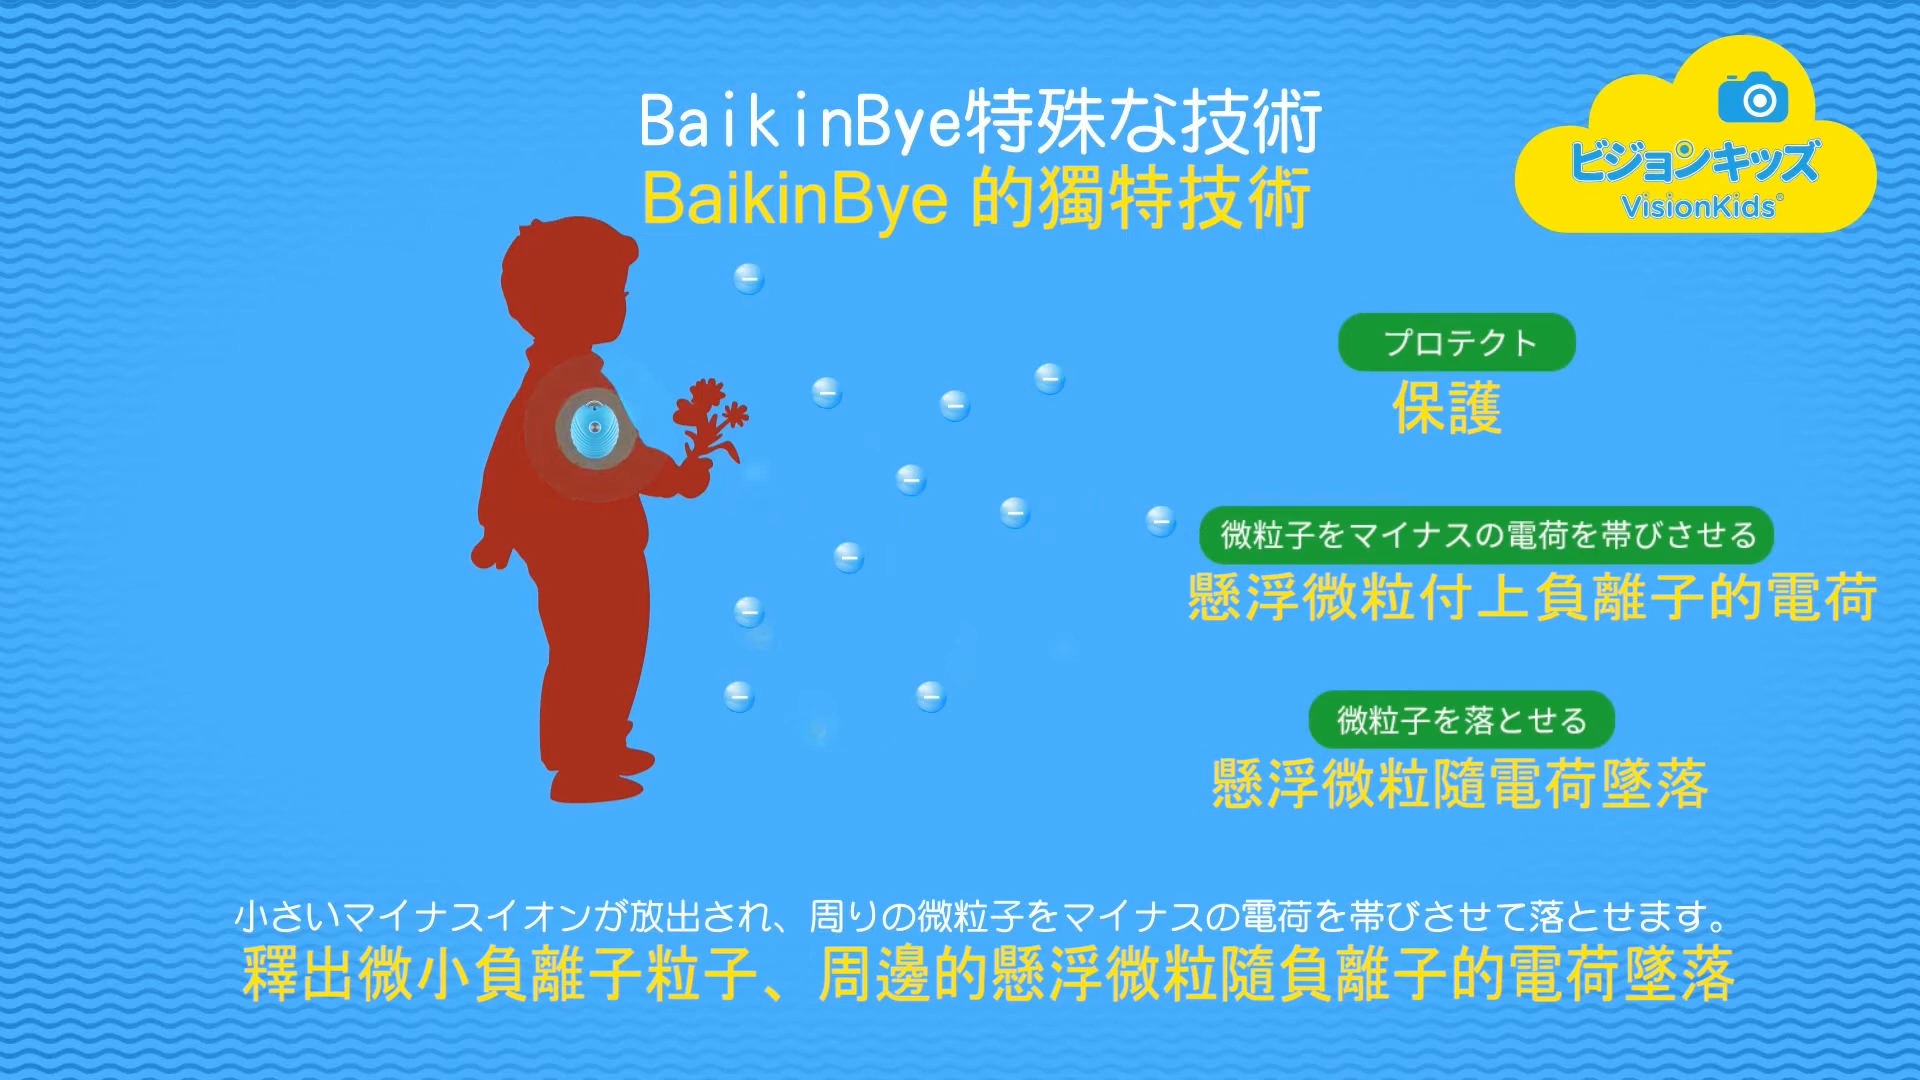 BaikinBye特殊な技術
BaikinBye 的獨特技術
ビジョンキッズ
VisionKids®
プロテクト
保護
微粒子をマイナスの電荷を帯びさせる
懸浮微粒付上負離子的電荷
微粒子を落とせる
懸浮微粒隨電荷墜落
小さいマイナスイオンが放出され、周りの微粒子をマイナスの電荷を帯びさせて落とせます。
釋出微小負離子粒子、周邊的懸浮微粒隨負離子的電荷墜落